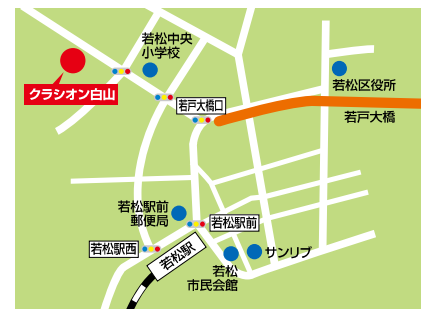 若松中央
小学校
クラシオン白山
若松区役所
若戸大橋口
若戸大橋
若松駅前
郵便局
若松駅前
若松駅西
若松駅
サンリブ
若松
市民会館